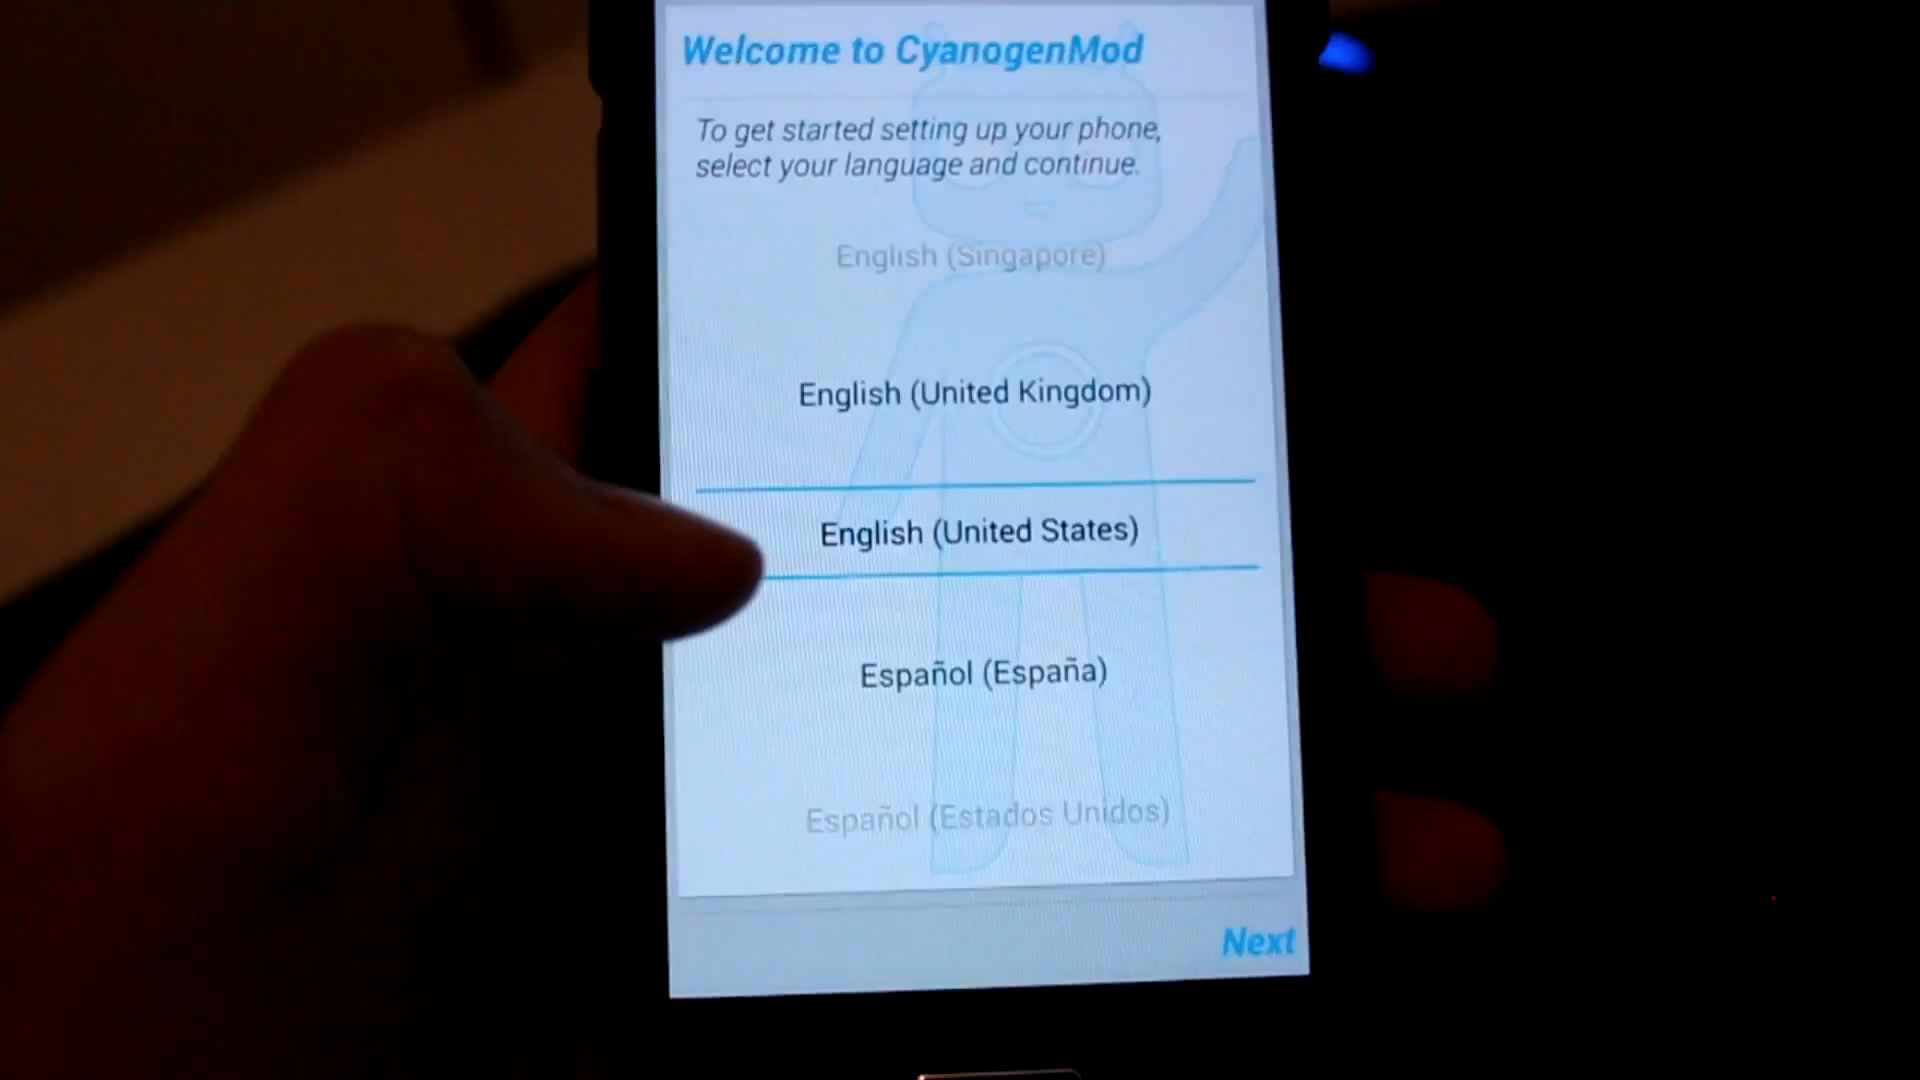 Welcome to CyanogenMod
To get started setting up your phone,
select your language and continue.
English (Singapore)
English (United Kingdom)
English (United States)
Español (España)
Español (Estados Unidos)
Next